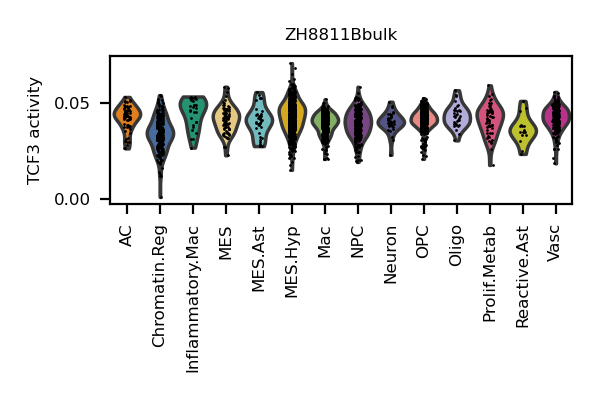 ZH8811Bbulk
TCF3 activity
0.05
0.00
AC
Chromatin.Reg
Inflammatory.Mac
MES
MES.Ast
MES.Hyp
Mac
NPC
Neuron
OPC
Oligo
Prolif.Metab
Reactive.Ast
Vasc